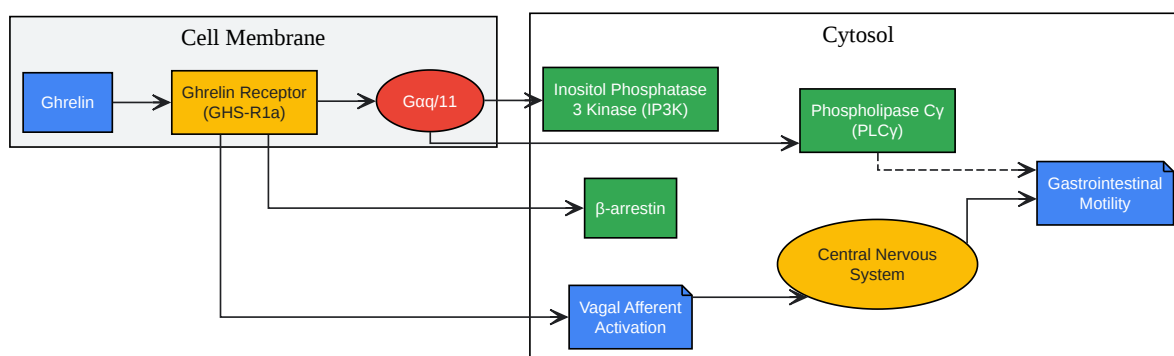 Cell Membrane
Ghrelin
Ghrelin Receptor
(GHS-R1a)
Gαq/11
Cytosol
Inositol Phosphatase
3 Kinase (IP3K)
Phospholipase Cγ
(PLCγ)
β-arrestin
Gastrointestinal
Motility
Central Nervous
System
Vagal Afferent
Activation